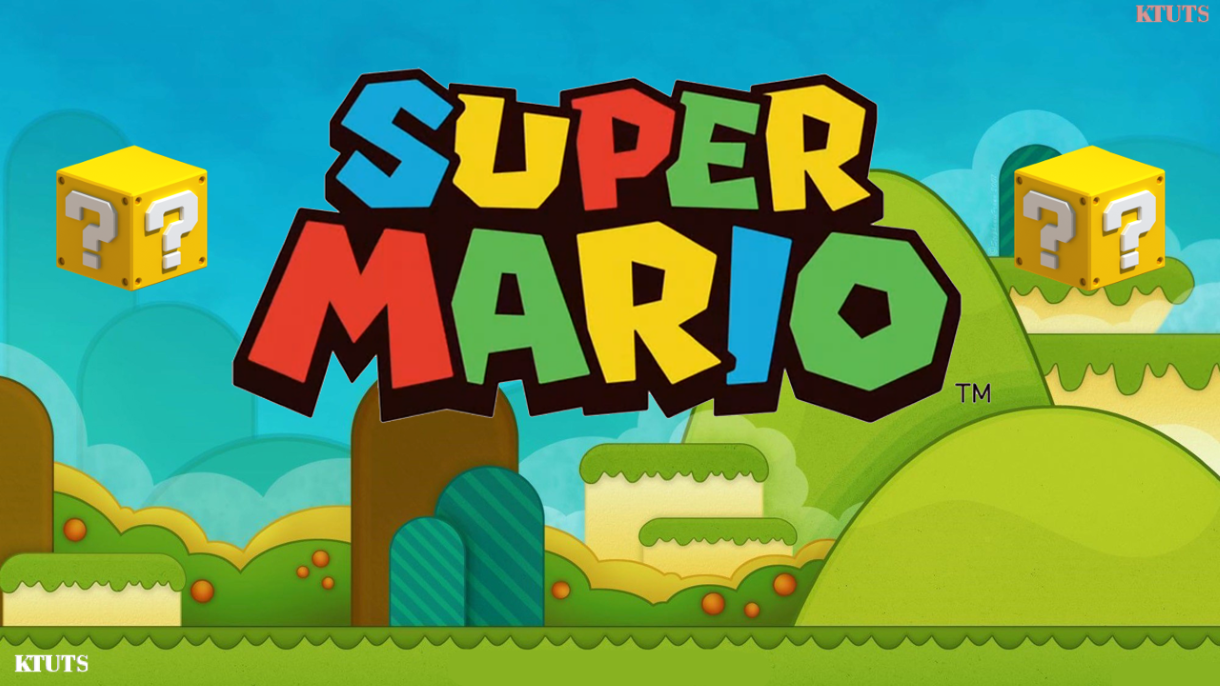 KTUTS
SUPER
MARIO
TM
? ?
? ?
KTUTS